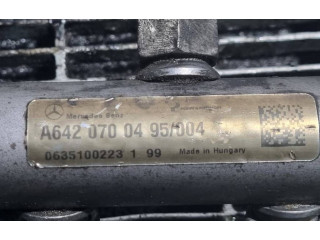 Mercedes Benz
A642 070 04 95/004
0635100223 1 99
Made in Hungary